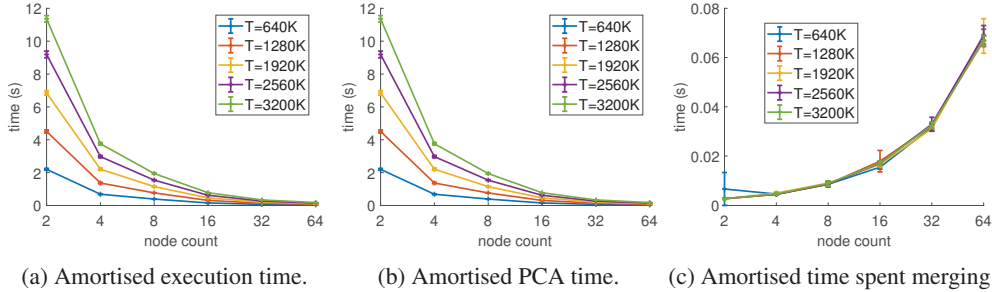 12
10
8
6
4
2
0
time (s)
2
4
8
16
32
64
node count
T=640K
T=1280K
T=1920K
T=2560K
T=3200K
(a) Amortised execution time.
12
10
8
6
4
2
0
time (s)
2
4
8
16
32
64
node count
T=640K
T=1280K
T=1920K
T=2560K
T=3200K
(b) Amortised PCA time.
0.08
0.06
0.04
0.02
0
time (s)
2
4
8
16
32
64
node count
T=640K
T=1280K
T=1920K
T=2560K
T=3200K
(c) Amortised time spent merging